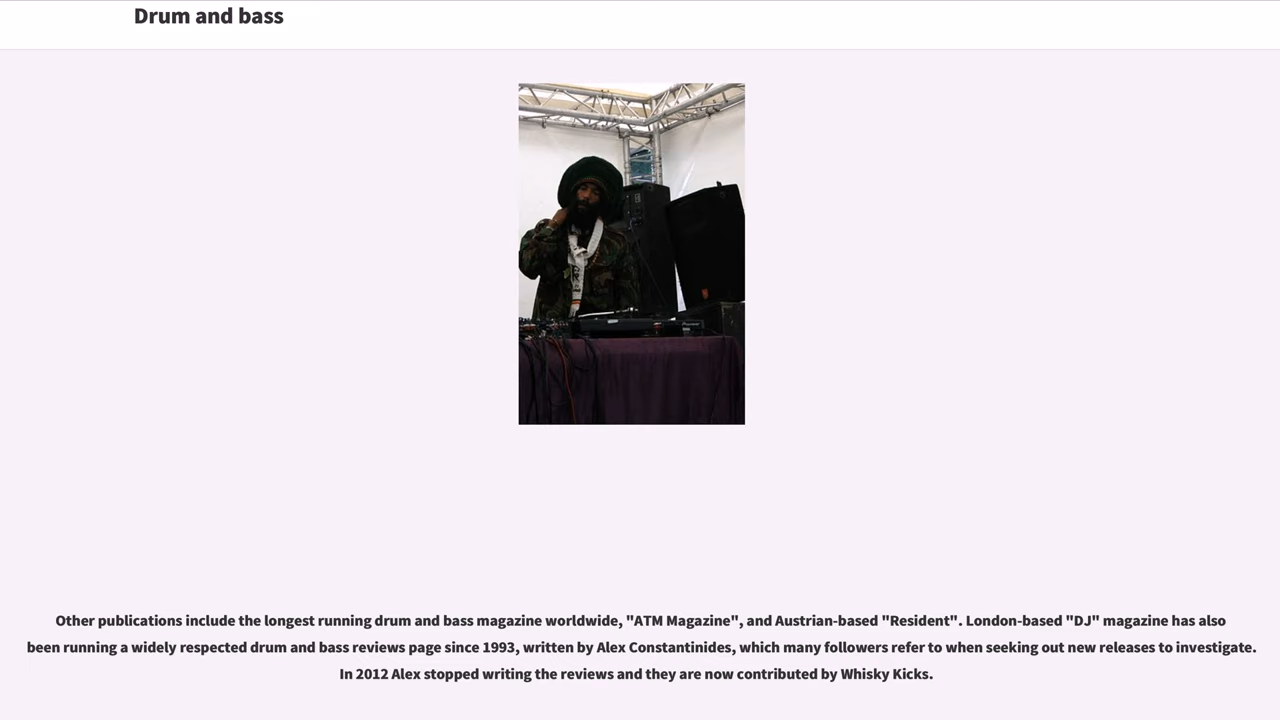 Drum and bass
Other publications include the longest running drum and bass magazine worldwide, "ATM Magazine", and Austrian-based "Resident". London-based "DJ" magazine has also
been running a widely respected drum and bass reviews page since 1993, written by Alex Constantinides, which many followers refer to when seeking out new releases to investigate.
In 2012 Alex stopped writing the reviews and they are now contributed by Whisky Kicks.